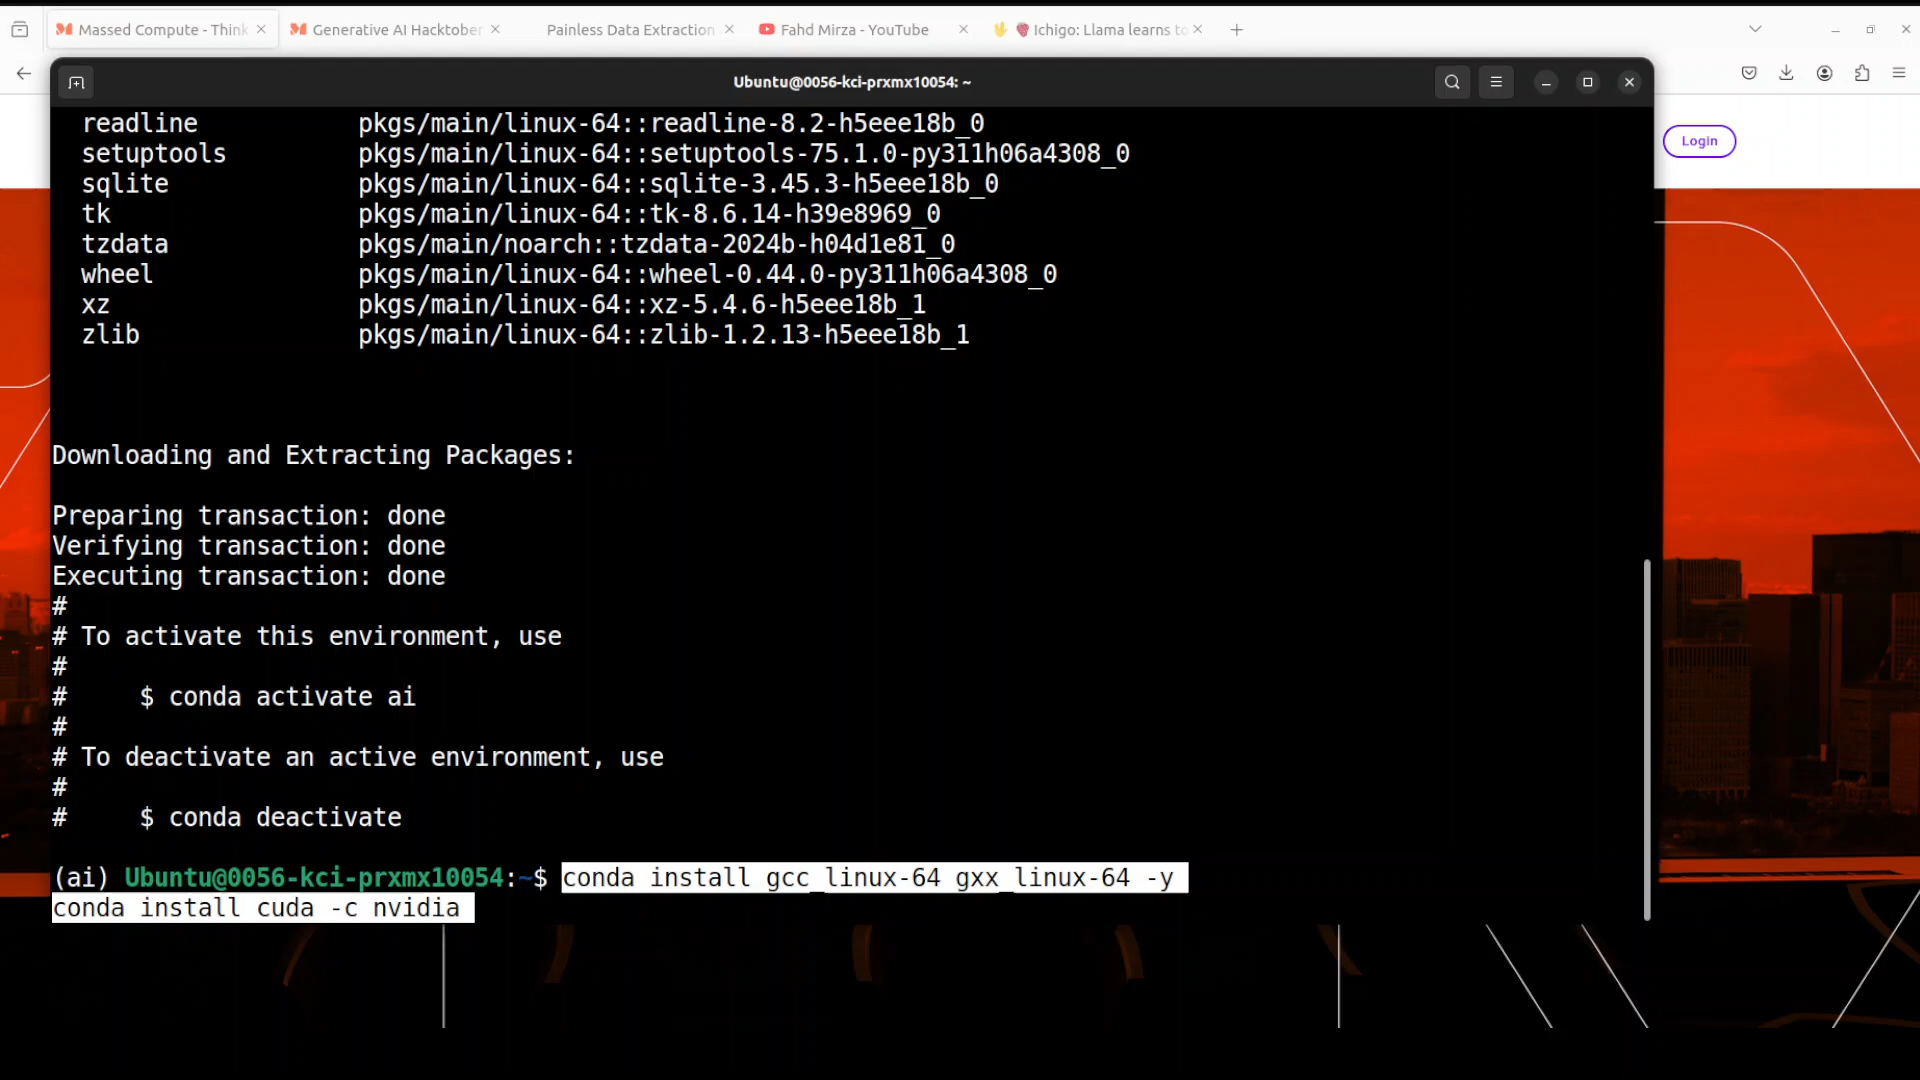 Massed Compute - Think
Generative AI Hacktober
Painless Data Extraction
Fahd Mirza - YouTube
Ichigo: Llama learns to
Ubuntu@0056-kci-prxmx10054: ~
Login
readline pkgs/main/linux-64::readline-8.2-h5eee18b_0
setuptools pkgs/main/linux-64::setuptools-75.1.0-py311h06a4308_0
sqlite pkgs/main/linux-64::sqlite-3.45.3-h5eee18b_0
tk pkgs/main/linux-64::tk-8.6.14-h39e8969_0
tzdata pkgs/main/noarch::tzdata-2024b-h04d1e81_0
wheel pkgs/main/linux-64::wheel-0.44.0-py311h06a4308_0
xz pkgs/main/linux-64::xz-5.4.6-h5eee18b_1
zlib pkgs/main/linux-64::zlib-1.2.13-h5eee18b_1
Downloading and Extracting Packages:
Preparing transaction: done
Verifying transaction: done
Executing transaction: done
#
# To activate this environment, use
#
# $ conda activate ai
#
# To deactivate an active environment, use
#
# $ conda deactivate
(ai) Ubuntu@0056-kci-prxmx10054:~$ conda install gcc_linux-64 gxx_linux-64 -y
conda install cuda -c nvidia